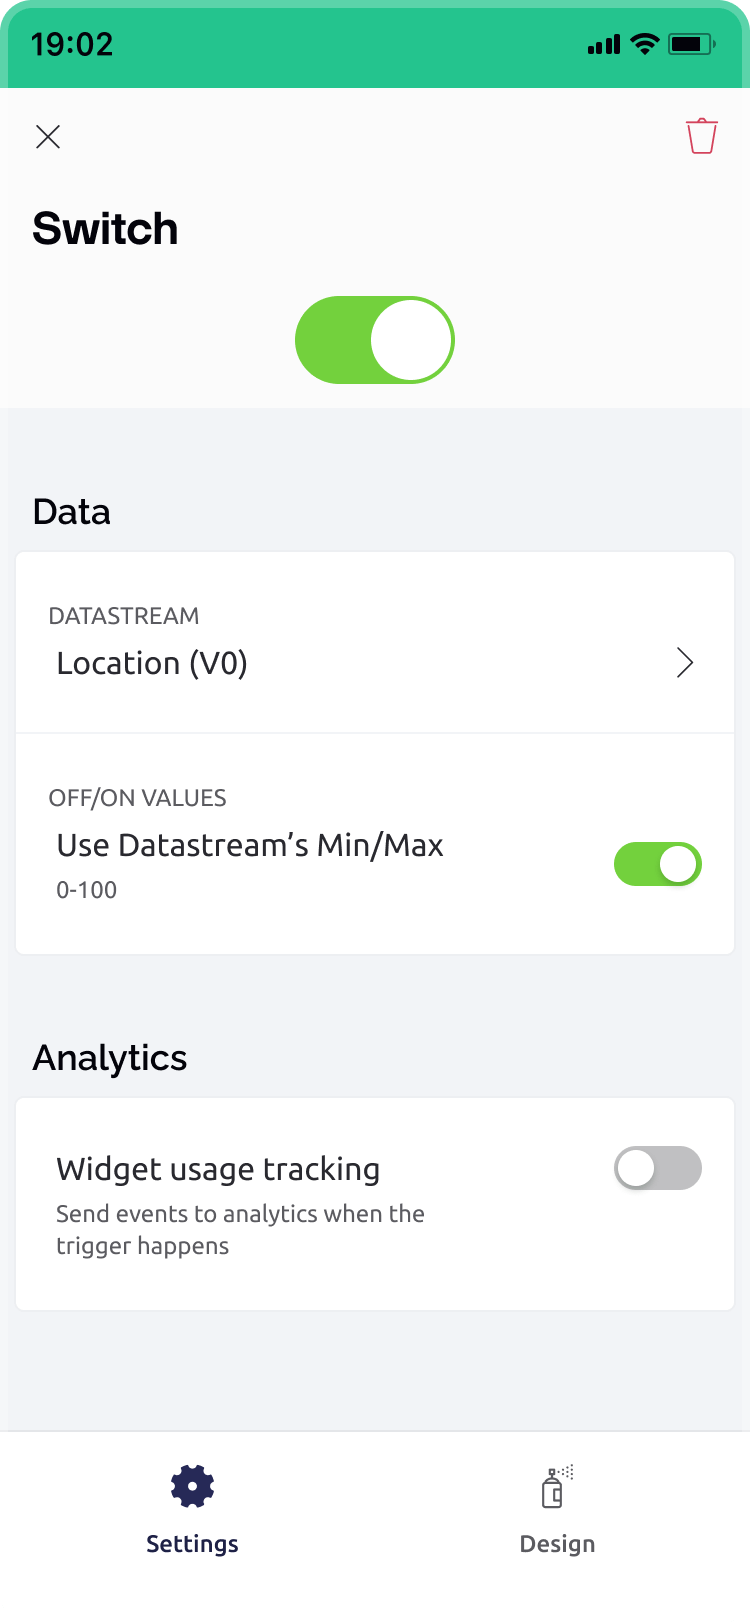 19:02
Switch
Data
DATASTREAM
Location (V0)
OFF/ON VALUES
Use Datastream’s Min/Max
0-100
Analytics
Widget usage tracking
Send events to analytics when the
trigger happens
Settings
Design